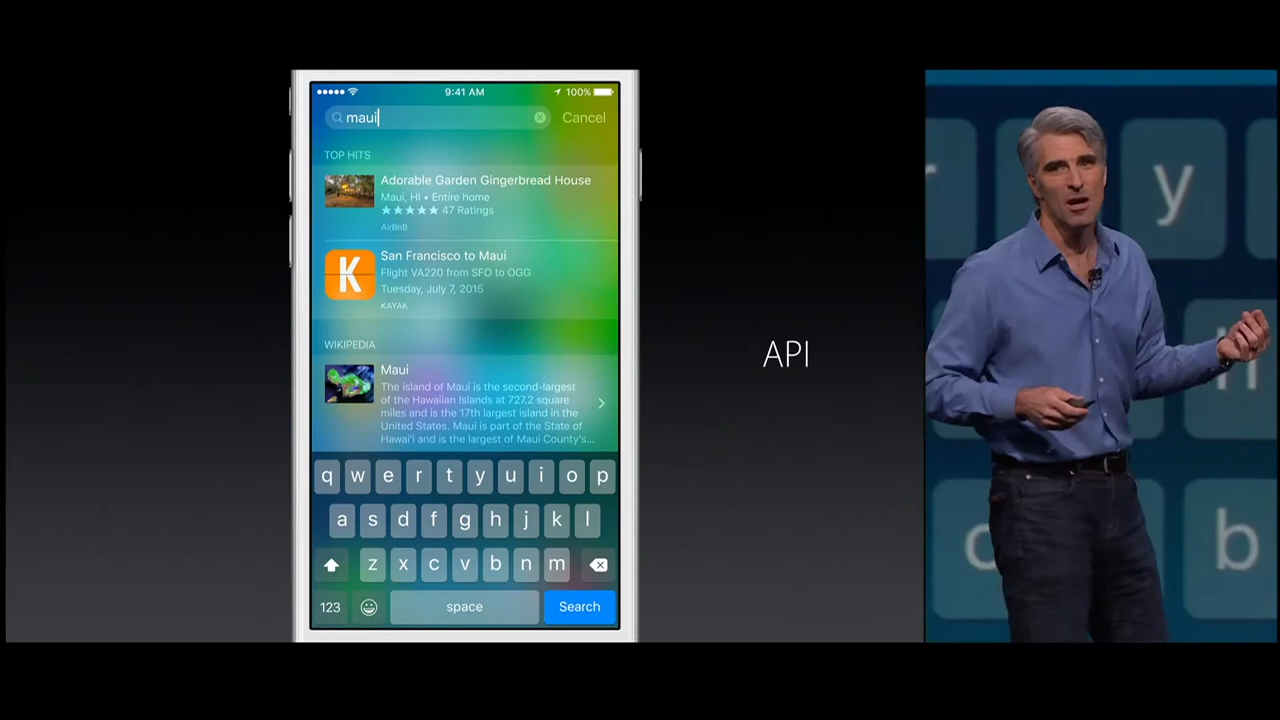 9:41 AM
100%
maui
Cancel
TOP HITS
Adorable Garden Gingerbread House
Maui, HI • Entire home
★★★★★ 47 Ratings
AirBnB
K
San Francisco to Maui
Flight VA220 from SFO to OGG
Tuesday, July 7, 2015
KAYAK
WIKIPEDIA
Maui
The island of Maui is the second-largest
of the Hawaiian Islands at 727.2 square
miles and is the 17th largest island in the
United States. Maui is part of the State of
Hawai'i and is the largest of Maui County's...
q w e r t y u i o p
a s d f g h j k l
z x c v b n m
123
space
Search
API
r y
h
b